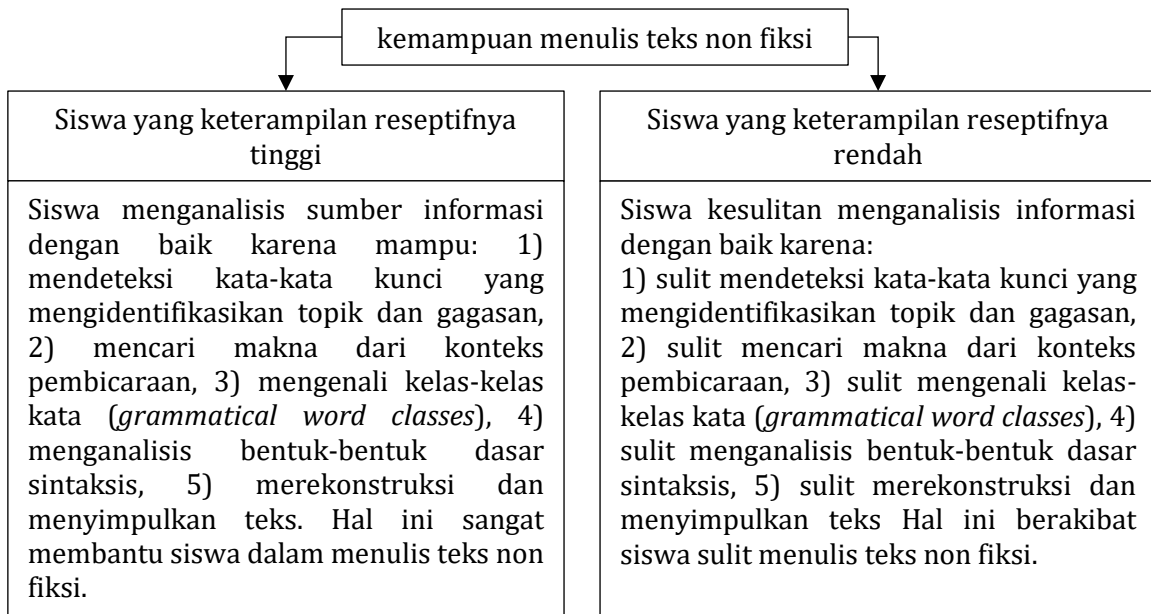 kemampuan menulis teks non fiksi
Siswa yang keterampilan reseptifnya
tinggi
Siswa menganalisis sumber informasi
dengan baik karena mampu: 1)
mendeteksi kata-kata kunci yang
mengidentifikasikan topik dan gagasan,
2) mencari makna dari konteks
pembicaraan, 3) mengenali kelas-kelas
kata (grammatical word classes), 4)
menganalisis bentuk-bentuk dasar
sintaksis, 5) merekonstruksi dan
menyimpulkan teks. Hal ini sangat
membantu siswa dalam menulis teks non
fiksi.
Siswa yang keterampilan reseptifnya
rendah
Siswa kesulitan menganalisis informasi
dengan baik karena:
1) sulit mendeteksi kata-kata kunci yang
mengidentifikasikan topik dan gagasan,
2) sulit mencari makna dari konteks
pembicaraan, 3) sulit mengenali kelas-
kelas kata (grammatical word classes), 4)
sulit menganalisis bentuk-bentuk dasar
sintaksis, 5) sulit merekonstruksi dan
menyimpulkan teks Hal ini berakibat
siswa sulit menulis teks non fiksi.